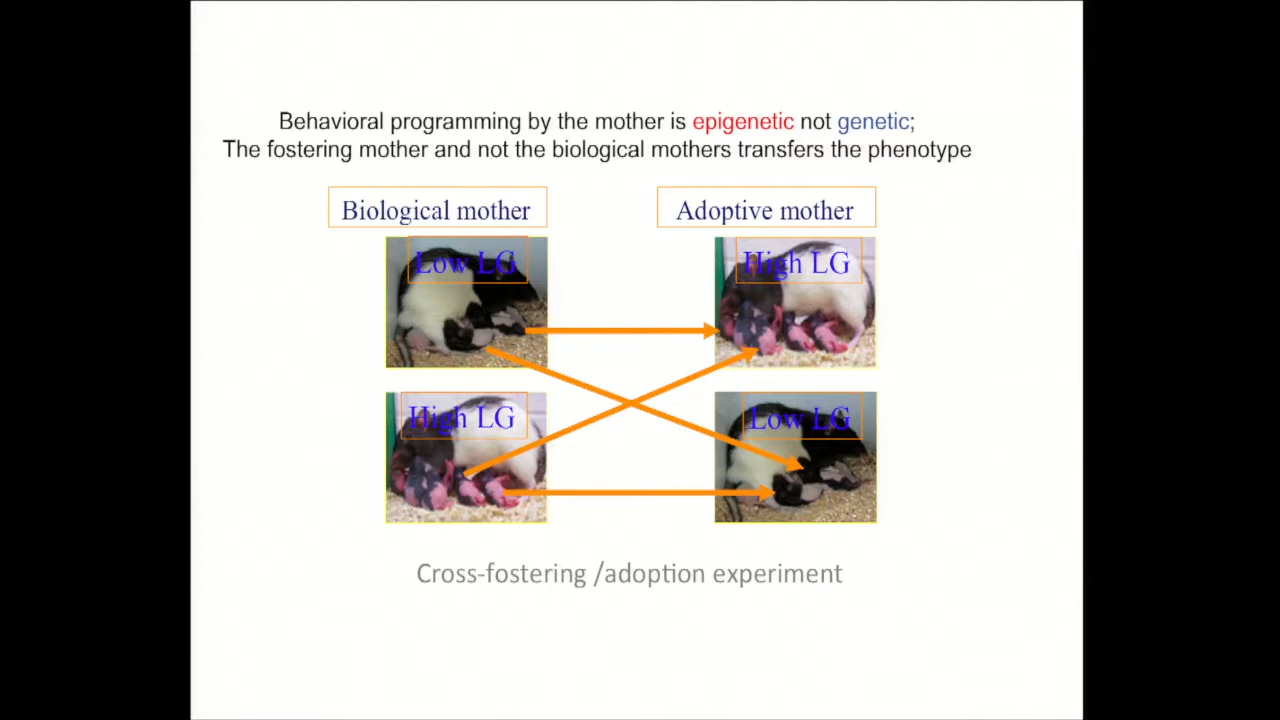 Behavioral programming by the mother is epigenetic not genetic;
The fostering mother and not the biological mothers transfers the phenotype
Biological mother
Adoptive mother
Low LG
High LG
High LG
Low LG
Cross-fostering /adoption experiment